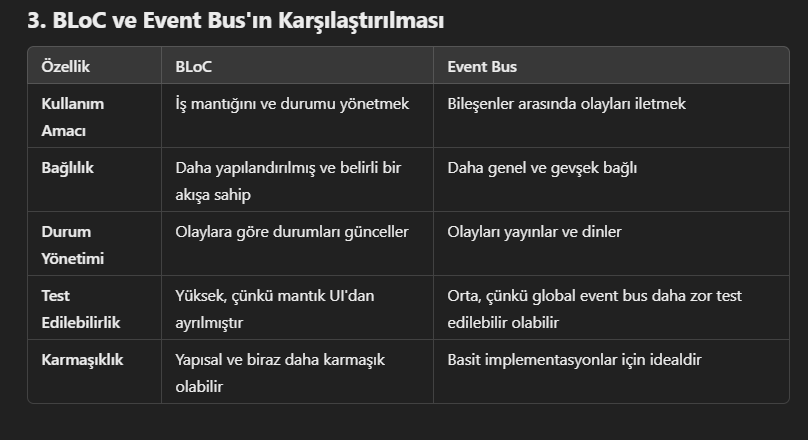 3. BLoC ve Event Bus'ın Karşılaştırılması
Özellik BLoC Event Bus
Kullanım İş mantığını ve durumu yönetmek Bileşenler arasında olayları iletmek
Amacı
Bağlılık Daha yapılandırılmış ve belirli bir Daha genel ve gevşek bağlı
akışa sahip
Durum Olaylara göre durumları günceller Olayları yayınlar ve dinler
Yönetimi
Test Yüksek, çünkü mantık UI'dan Orta, çünkü global event bus daha zor test
Edilebilirlik ayrılmıştır edilebilir olabilir
Karmaşıklık Yapısal ve biraz daha karmaşık Basit implementasyonlar için idealdir
olabilir